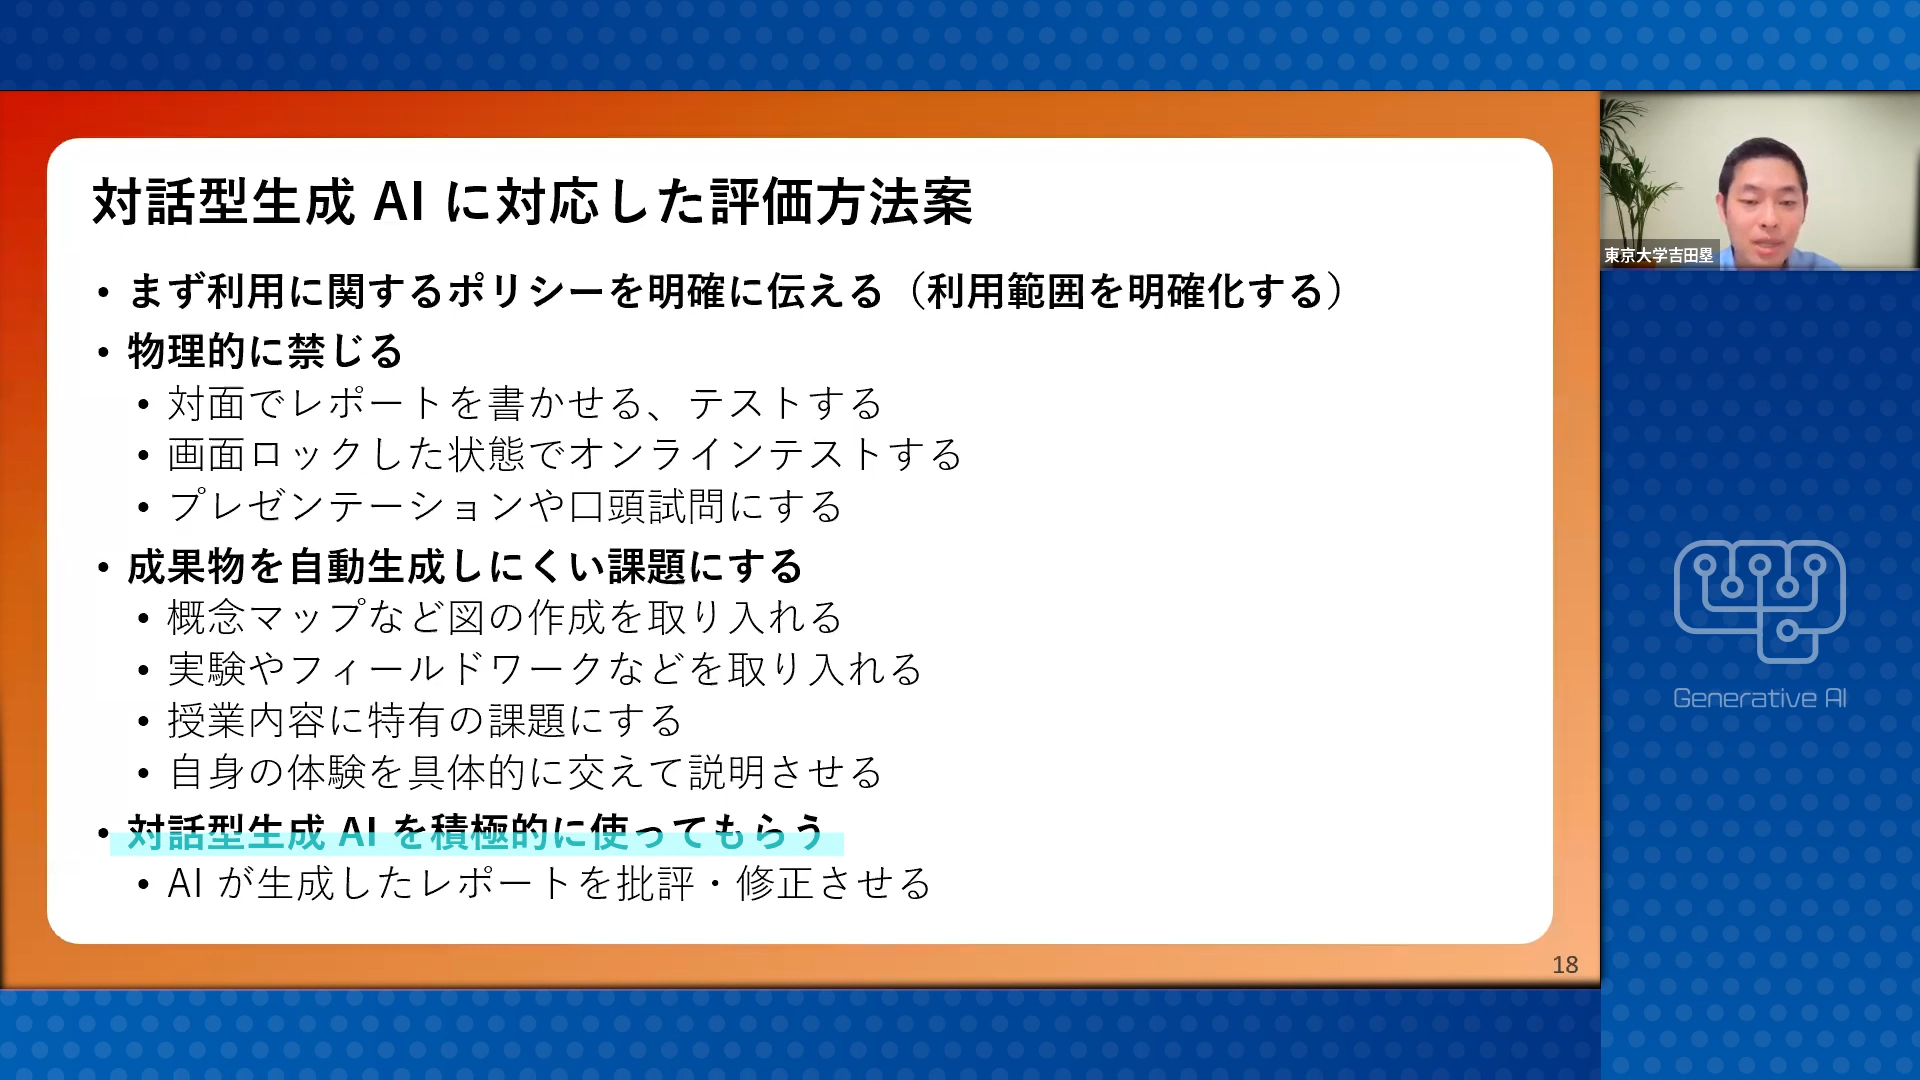 対話型生成 AI に対応した評価方法案
• まず利用に関するポリシーを明確に伝える（利用範囲を明確化する）
• 物理的に禁じる
• 対面でレポートを書かせる、テストする
• 画面ロックした状態でオンラインテストする
• プレゼンテーションや口頭試問にする
• 成果物を自動生成しにくい課題にする
• 概念マップなど図の作成を取り入れる
• 実験やフィールドワークなどを取り入れる
• 授業内容に特有の課題にする
• 自身の体験を具体的に交えて説明させる
• 対話型生成 AI を積極的に使ってもらう
• AI が生成したレポートを批評・修正させる
18
東京大学吉田塁
Generative AI